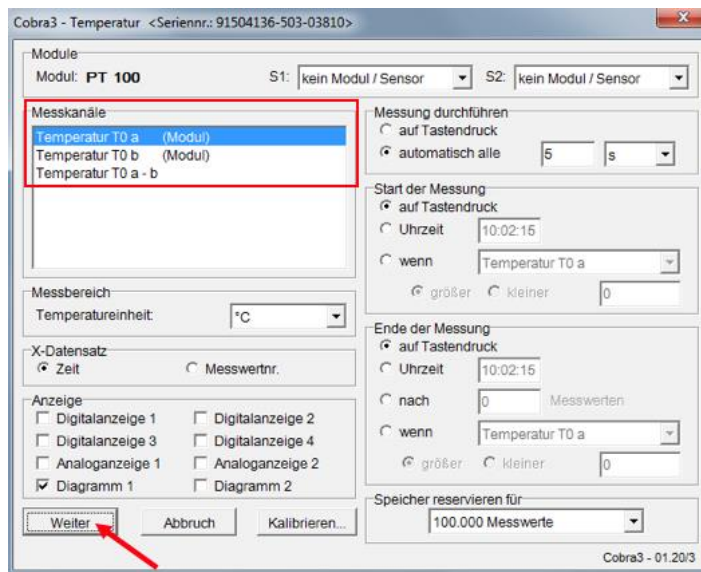 Cobra3 - Temperatur <Seriennr.: 91504136-503-03810>
Module
Modul: PT 100 S1: kein Modul / Sensor S2: kein Modul / Sensor
Messkanäle
Temperatur T0 a (Modul)
Temperatur T0 b (Modul)
Temperatur T0 a - b
Messbereich
Temperatureinheit: °C
X-Datensatz
Zeit Messwertnr.
Anzeige
Digitalanzeige 1 Digitalanzeige 2
Digitalanzeige 3 Digitalanzeige 4
Analoganzeige 1 Analoganzeige 2
Diagramm 1 Diagramm 2
Weiter Abbruch Kalibrieren...
Messung durchführen
auf Tastendruck
automatisch alle 5 s
Start der Messung
auf Tastendruck
Uhrzeit 10:02:15
wenn Temperatur T0 a
größer kleiner 0
Ende der Messung
auf Tastendruck
Uhrzeit 10:02:15
nach 0 Messwerten
wenn Temperatur T0 a
größer kleiner 0
Speicher reservieren für
100.000 Messwerte
Cobra3 - 01.20/3